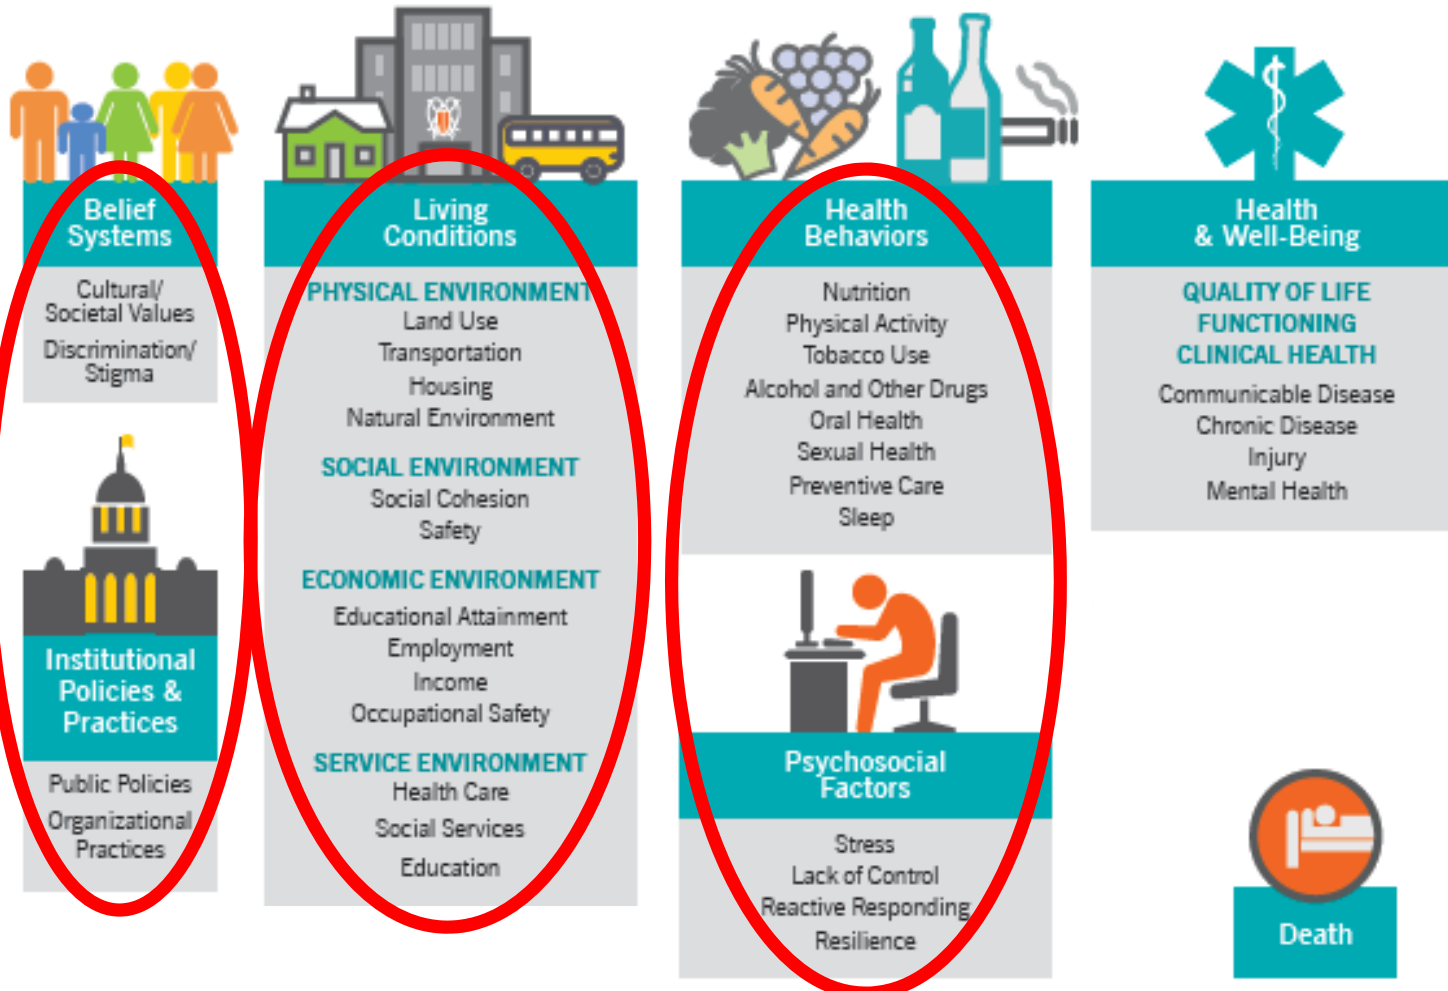 Belief
Systems
Cultural/
Societal Values
Discrimination/
Stigma
Institutional
Policies &
Practices
Public Policies
Organizational
Practices
Living
Conditions
PHYSICAL ENVIRONMENT
Land Use
Transportation
Housing
Natural Environment
SOCIAL ENVIRONMENT
Social Cohesion
Safety
ECONOMIC ENVIRONMENT
Educational Attainment
Employment
Income
Occupational Safety
SERVICE ENVIRONMENT
Health Care
Social Services
Education
Health
Behaviors
Nutrition
Physical Activity
Tobacco Use
Alcohol and Other Drugs
Oral Health
Sexual Health
Preventive Care
Sleep
Psychosocial
Factors
Stress
Lack of Control
Reactive Responding
Resilience
Health
& Well-Being
QUALITY OF LIFE
FUNCTIONING
CLINICAL HEALTH
Communicable Disease
Chronic Disease
Injury
Mental Health
Death